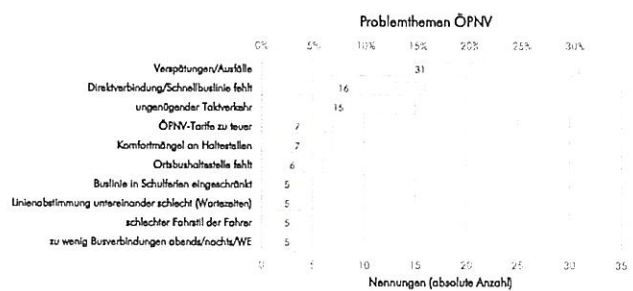 Problemthemen ÖPNV
0% 5% 10% 15% 20% 25% 30%
Verspätungen/Ausfälle 31
Direktverbindung/Schnellbuslinie fehlt 16
ungenügender Taktverkehr 15
ÖPNV-Tarife zu teuer 7
Komfortmängel an Haltestellen 7
Ortsbushaltestelle fehlt 6
Buslinie in Schulferien eingeschränkt 5
Linienabstimmung untereinander schlecht (Wartezeiten) 5
schlechter Fahrstil der Fahrer 5
zu wenig Busverbindungen abends/nachts/WE 5
0 5 10 15 20 25 30 35
Nennungen (absolute Anzahl)